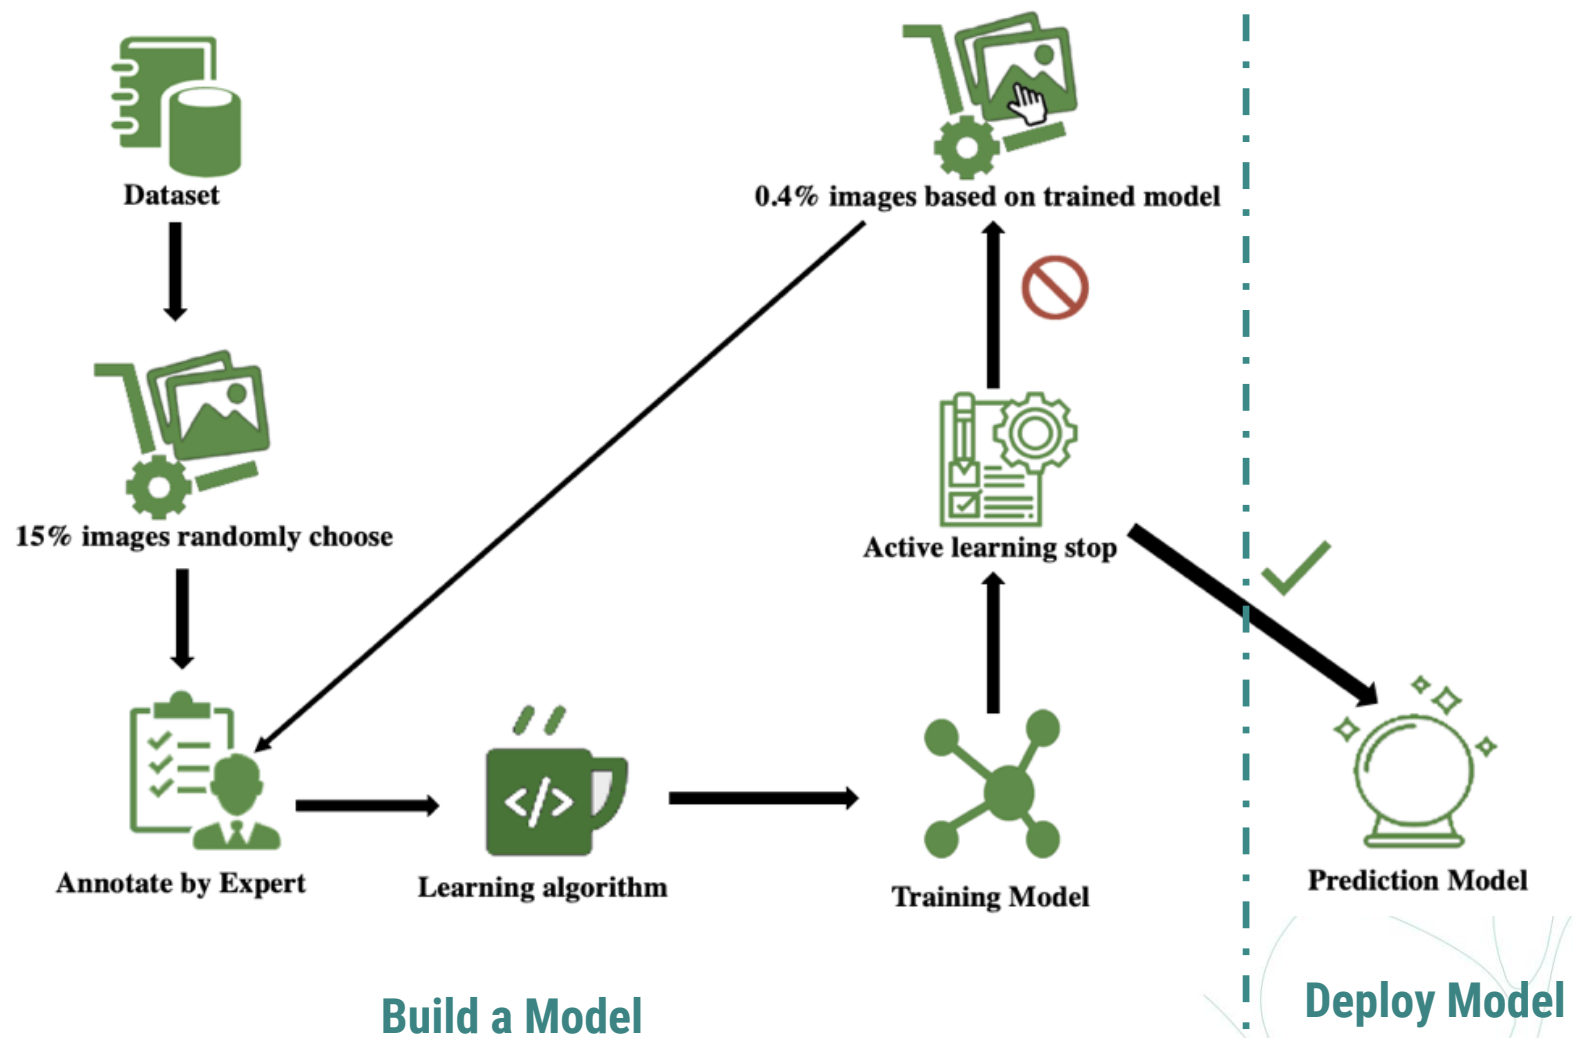 Dataset
0.4% images based on trained model
15% images randomly choose
Active learning stop
Annotate by Expert
</>
Learning algorithm
Training Model
Prediction Model
Build a Model
Deploy Model